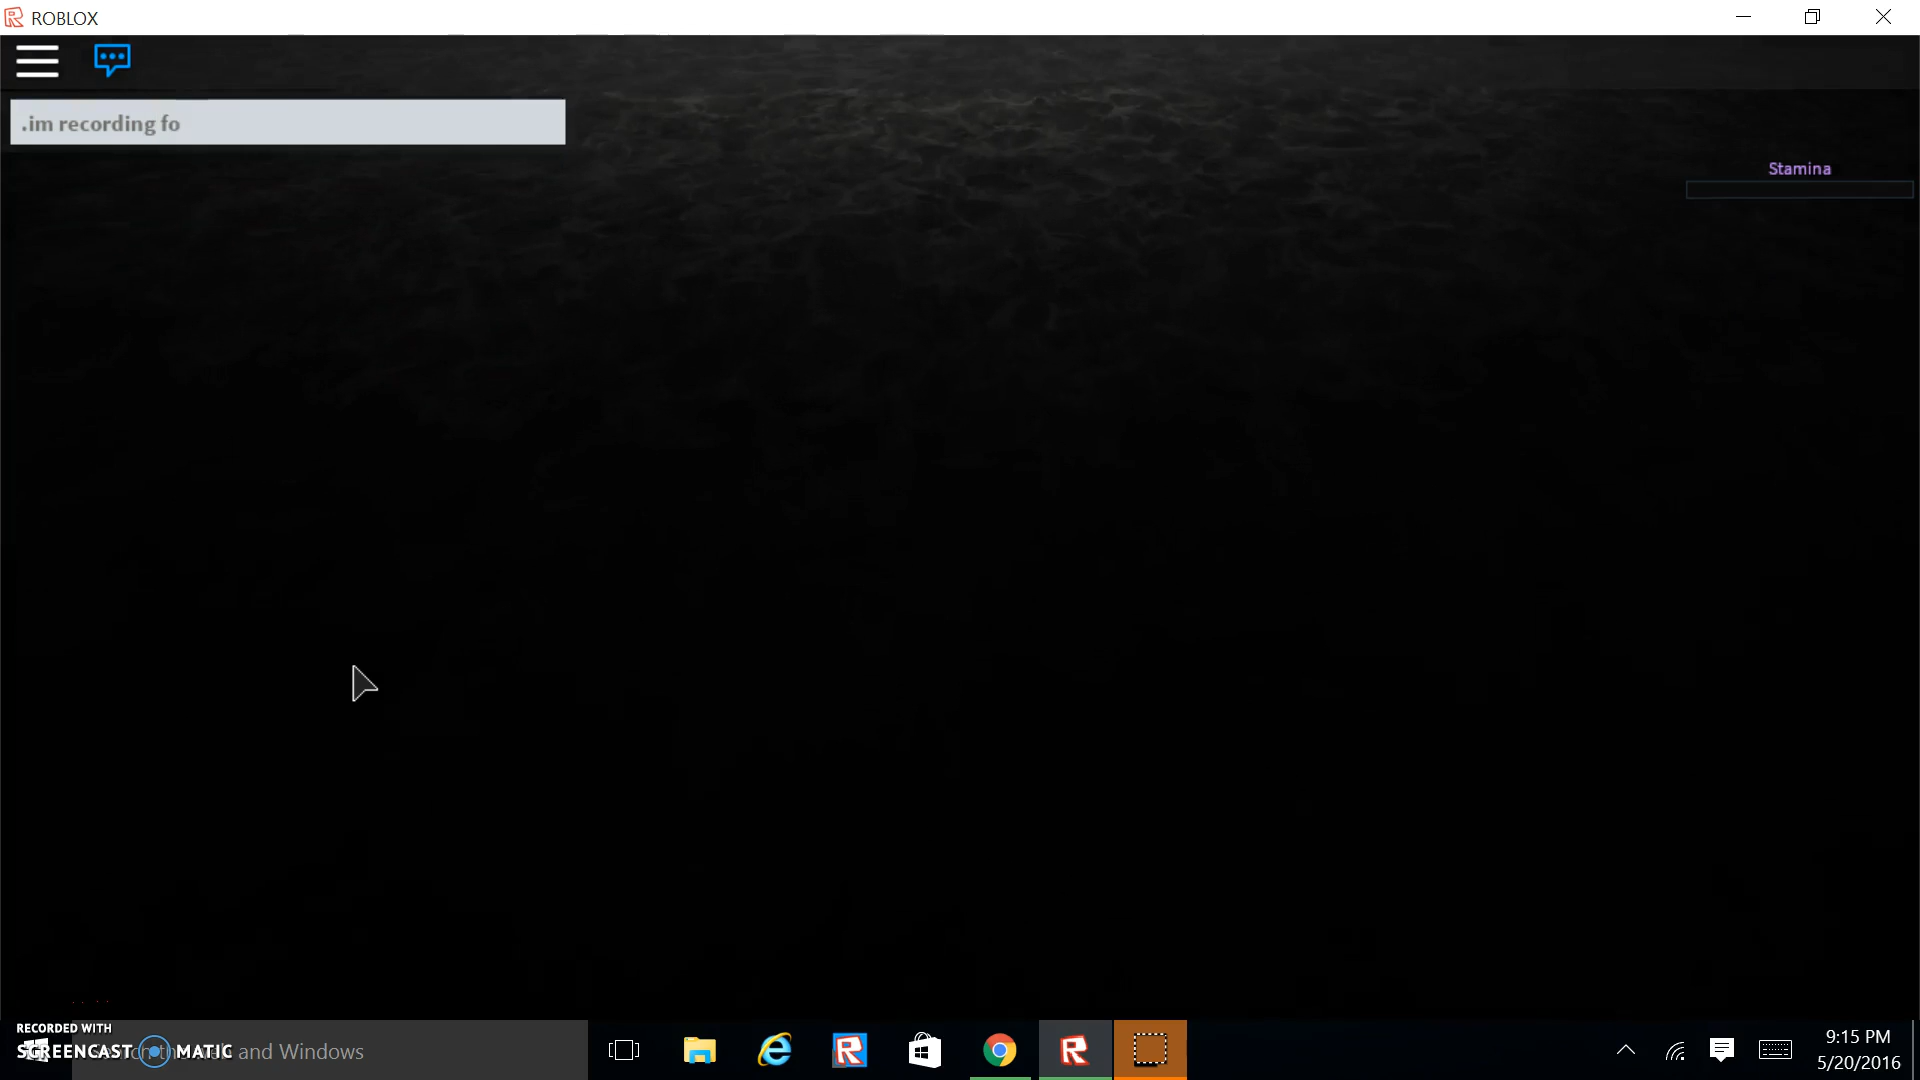 ROBLOX
.im recording fo
Stamina
RECORDED WITH
SCREENCAST MATIC
and Windows
9:15 PM
5/20/2016